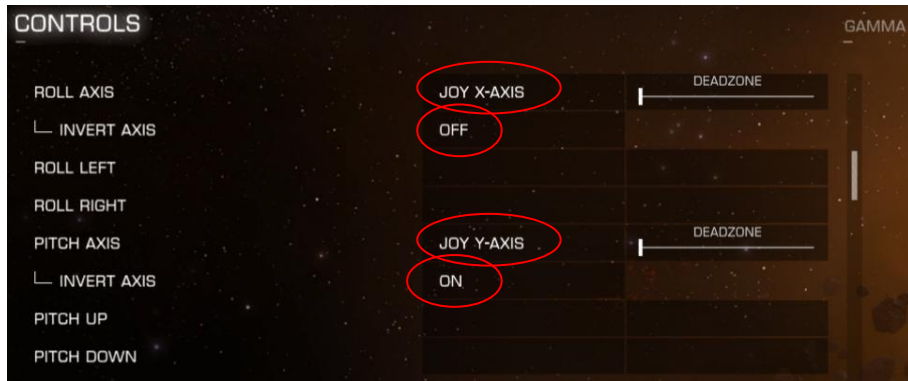 CONTROLS
GAMMA
ROLL AXIS JOY X-AXIS DEADZONE
INVERT AXIS OFF
ROLL LEFT
ROLL RIGHT
PITCH AXIS JOY Y-AXIS DEADZONE
INVERT AXIS ON
PITCH UP
PITCH DOWN